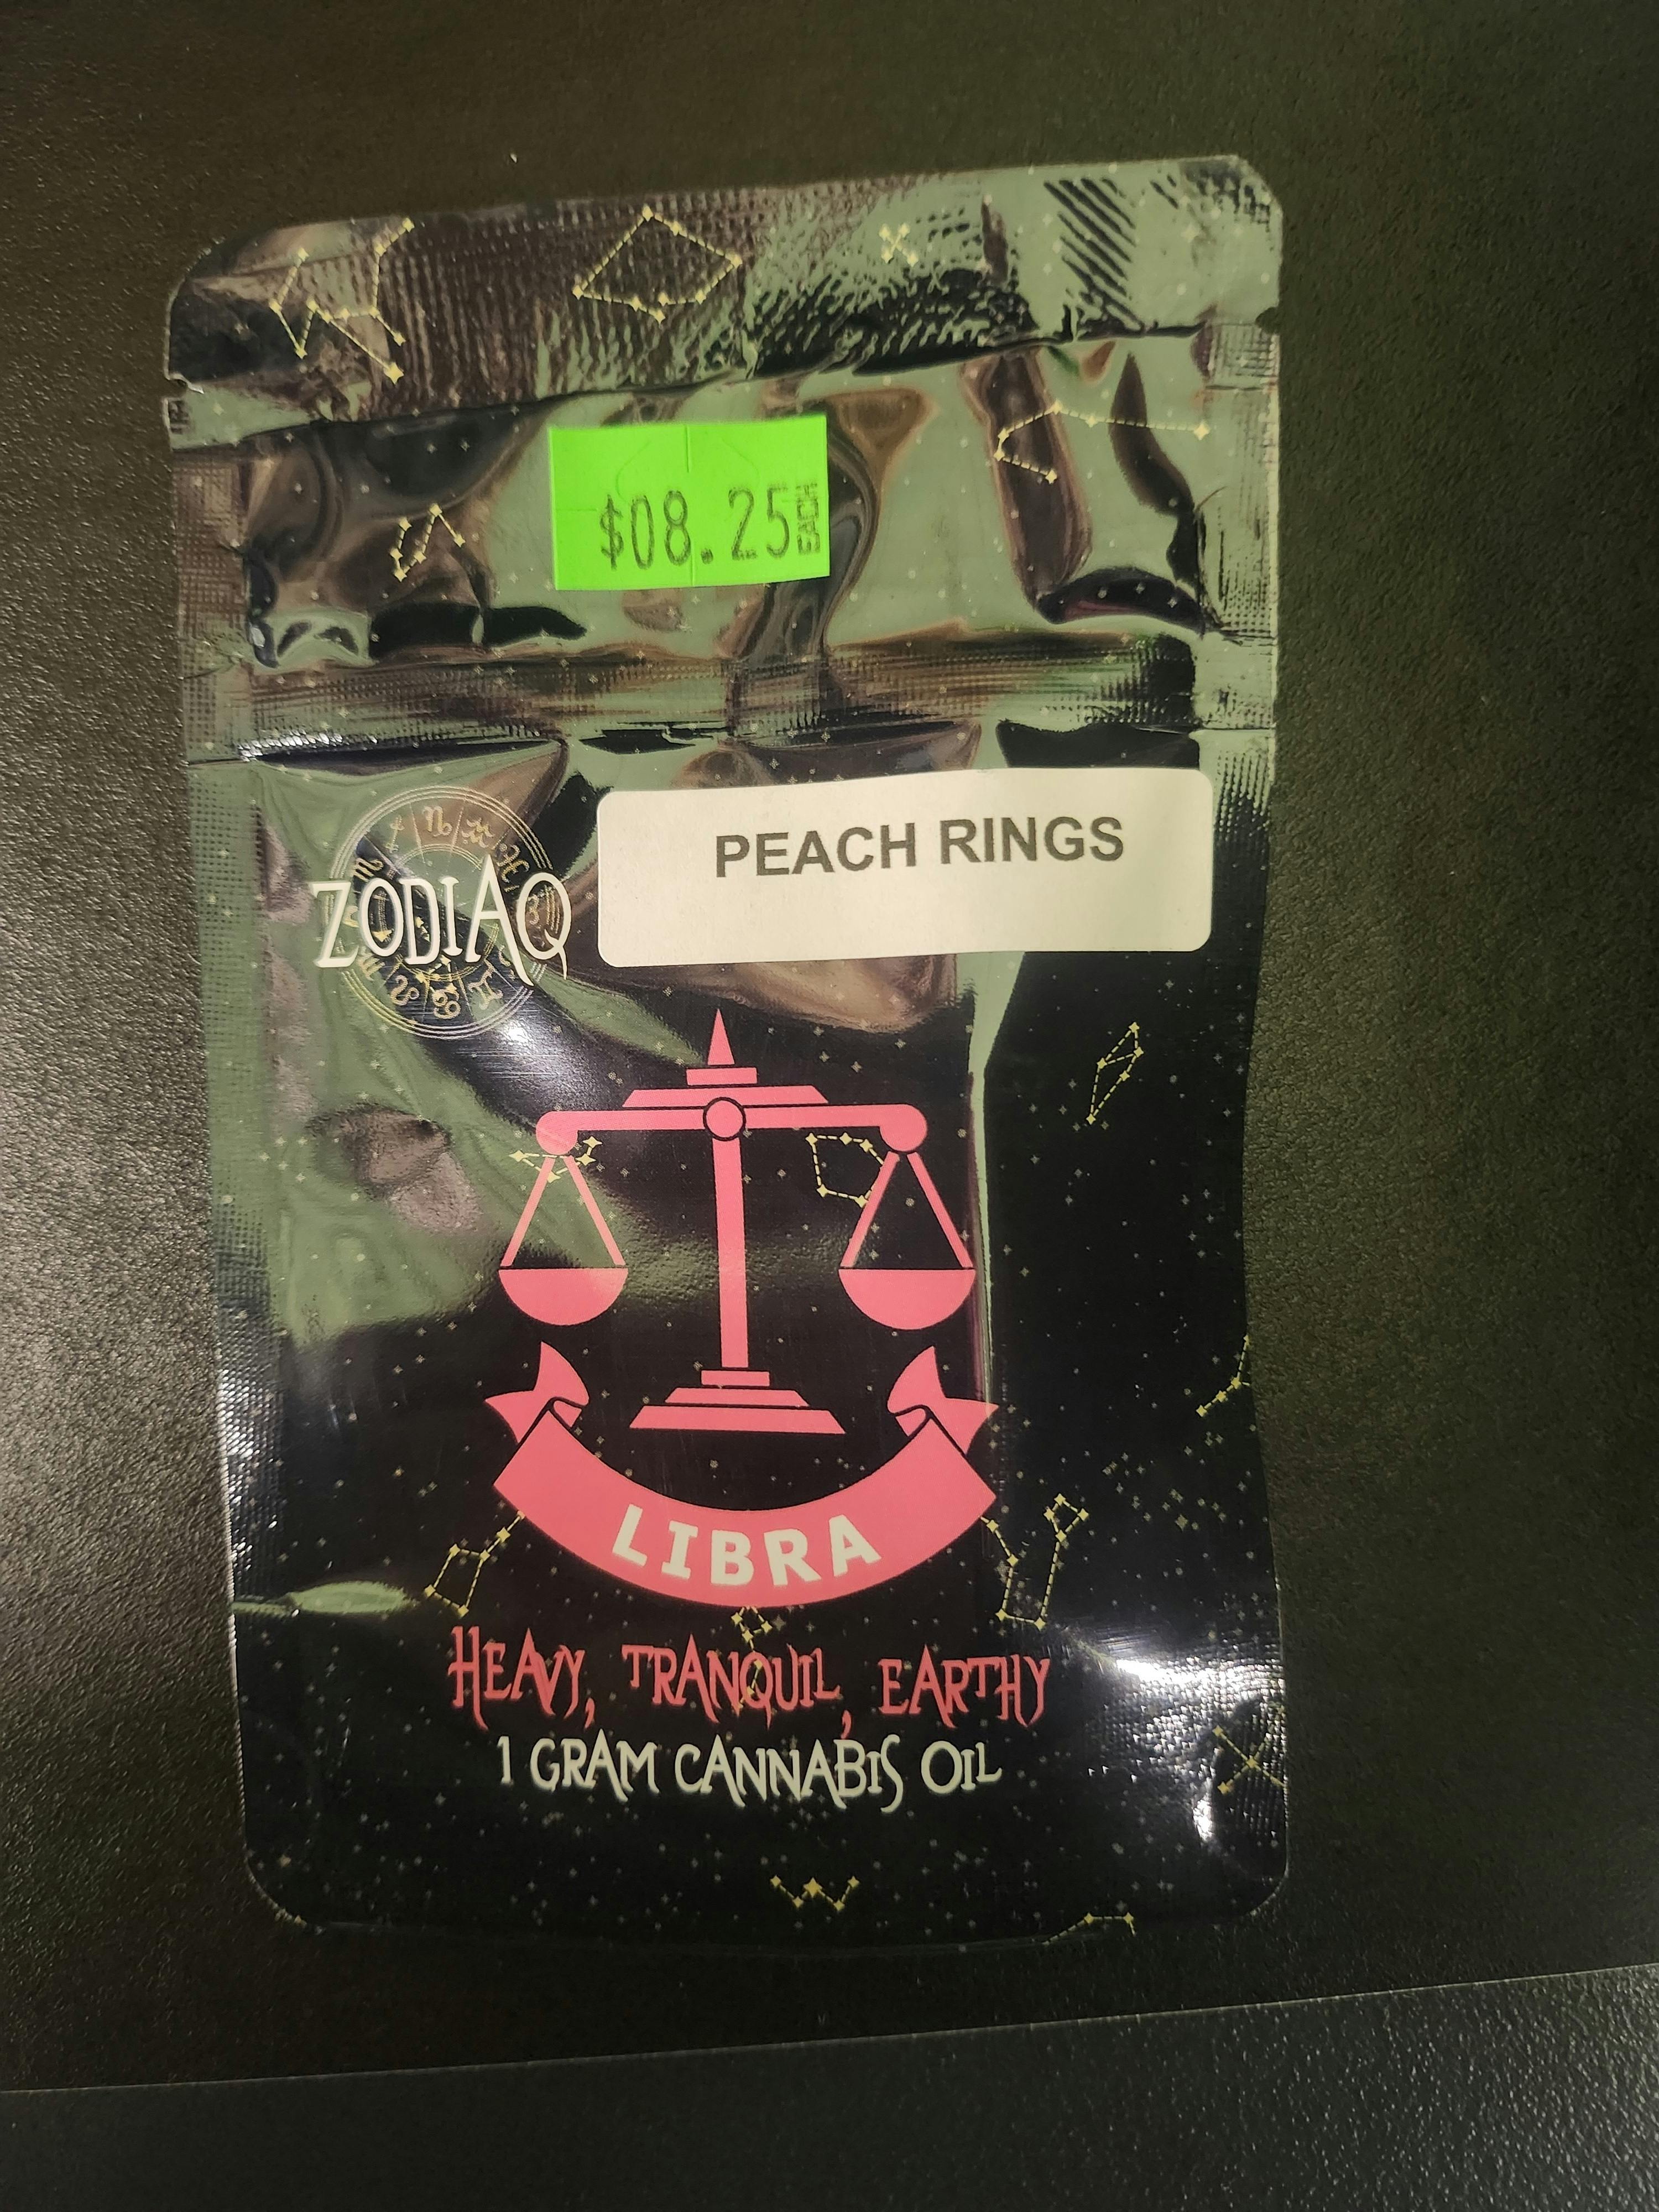 $08.25 EACH
PEACH RINGS
ZODIAQ
LIBRA
HEAVY, TRANQUIL, EARTHY
1 GRAM CANNABIS OIL